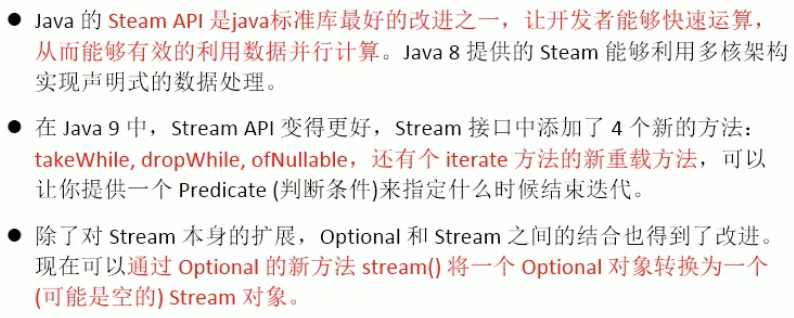 ● Java 的 Steam API 是java标准库最好的改进之一，让开发者能够快速运算，
从而能够有效的利用数据并行计算。Java 8 提供的 Steam 能够利用多核架构
实现声明式的数据处理。
● 在 Java 9 中，Stream API 变得更好，Stream 接口中添加了 4 个新的方法：
takeWhile, dropWhile, ofNullable，还有个 iterate 方法的新重载方法，可以
让你提供一个 Predicate (判断条件)来指定什么时候结束迭代。
● 除了对 Stream 本身的扩展，Optional 和 Stream 之间的结合也得到了改进。
现在可以通过 Optional 的新方法 stream() 将一个 Optional 对象转换为一个
(可能是空的) Stream 对象。